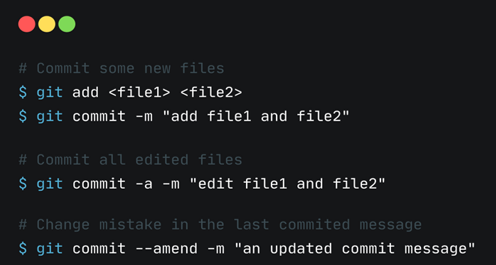 # Commit some new files
$ git add <file1> <file2>
$ git commit -m "add file1 and file2"
# Commit all edited files
$ git commit -a -m "edit file1 and file2"
# Change mistake in the last commited message
$ git commit --amend -m "an updated commit message"